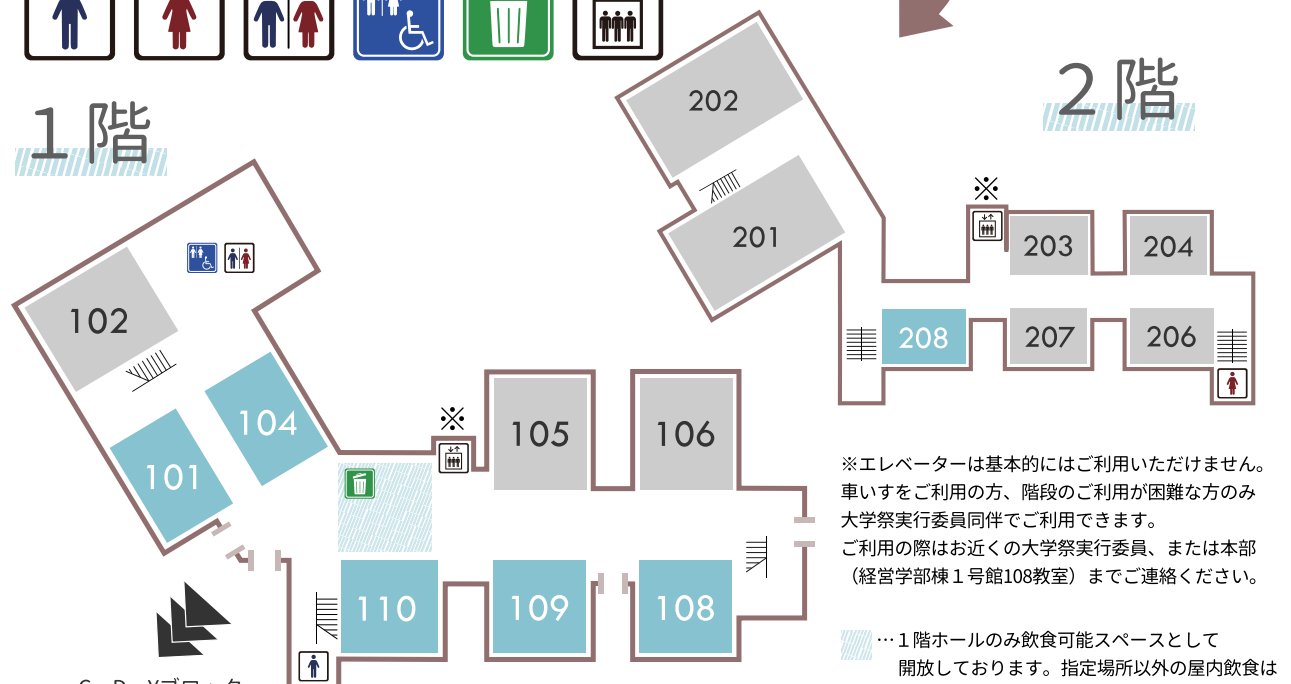 1階
2階
202
201
※
203
204
208
207
206
102
104
101
※
105
106
110
109
108
※エレベーターは基本的にはご利用いただけません。
車いすをご利用の方、階段のご利用が困難な方のみ
大学祭実行委員同伴でご利用できます。
ご利用の際はお近くの大学祭実行委員、または本部
（経営学部棟１号館108教室）までご連絡ください。
…１階ホールのみ飲食可能スペースとして
開放しております。指定場所以外の屋内飲食は